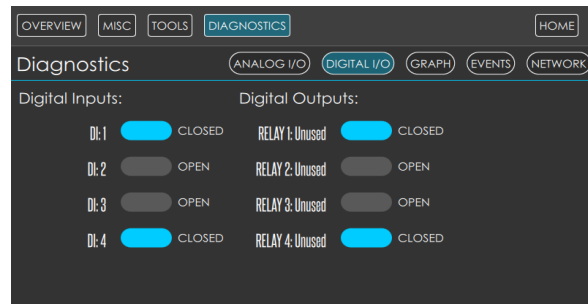 OVERVIEW MISC TOOLS DIAGNOSTICS HOME
Diagnostics ANALOG I/O DIGITAL I/O GRAPH EVENTS NETWORK
Digital Inputs: Digital Outputs:
DI: 1 CLOSED RELAY 1: Unused CLOSED
DI: 2 OPEN RELAY 2: Unused OPEN
DI: 3 OPEN RELAY 3: Unused OPEN
DI: 4 CLOSED RELAY 4: Unused CLOSED